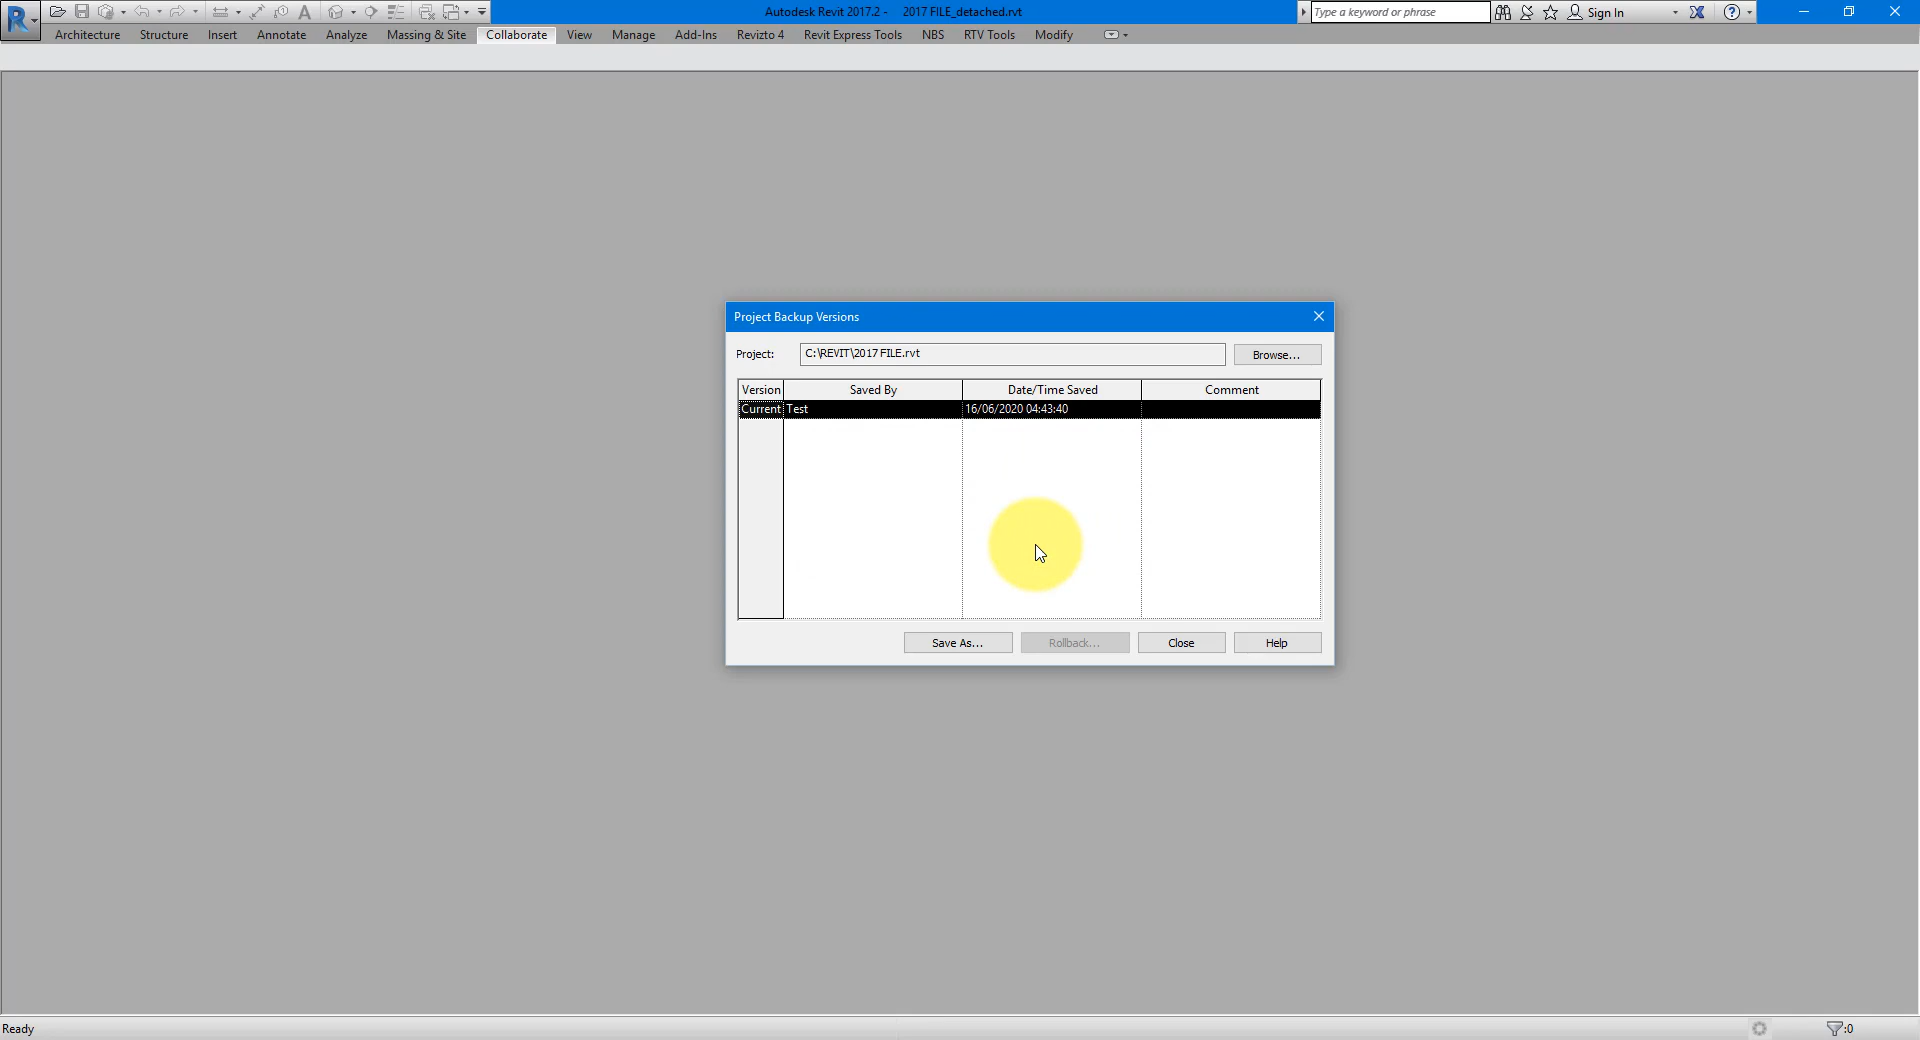 Autodesk Revit 2017.2 - 2017 FILE_detached.rvt
Type a keyword or phrase
Sign In
Architecture Structure Insert Annotate Analyze Massing & Site Collaborate View Manage Add-Ins Revizto 4 Revit Express Tools NBS RTV Tools Modify
Project Backup Versions
Project: C:\REVIT\2017 FILE.rvt Browse...
Version Saved By Date/Time Saved Comment
Current Test 16/06/2020 04:43:40
Save As... Rollback... Close Help
Ready :0